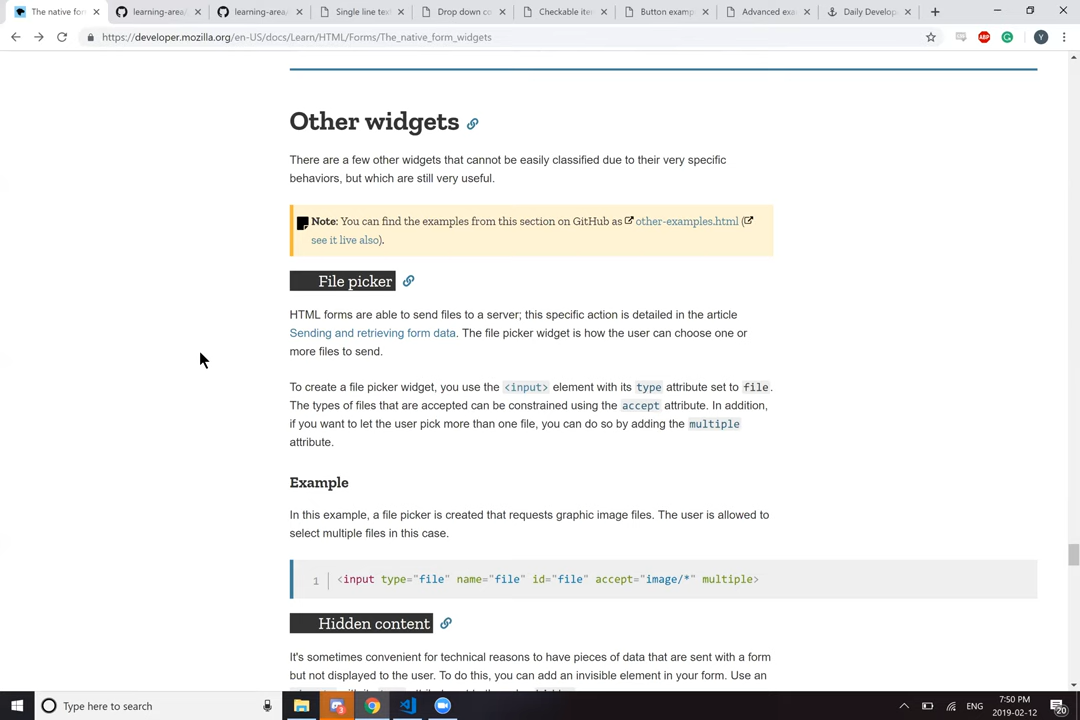 The native for
learning-area/
learning-area/
Single line tex
Drop down co
Checkable ite
Button examp
Advanced exa
Daily Develop
https://developer.mozilla.org/en-US/docs/Learn/HTML/Forms/The_native_form_widgets
ABP
Y
Other widgets
There are a few other widgets that cannot be easily classified due to their very specific
behaviors, but which are still very useful.
Note: You can find the examples from this section on GitHub as other-examples.html (
see it live also).
File picker
HTML forms are able to send files to a server; this specific action is detailed in the article
Sending and retrieving form data. The file picker widget is how the user can choose one or
more files to send.
To create a file picker widget, you use the <input> element with its type attribute set to file.
The types of files that are accepted can be constrained using the accept attribute. In addition,
if you want to let the user pick more than one file, you can do so by adding the multiple
attribute.
Example
In this example, a file picker is created that requests graphic image files. The user is allowed to
select multiple files in this case.
1 <input type="file" name="file" id="file" accept="image/*" multiple>
Hidden content
It's sometimes convenient for technical reasons to have pieces of data that are sent with a form
but not displayed to the user. To do this, you can add an invisible element in your form. Use an
Type here to search
ENG
7:50 PM
2019-02-12
20